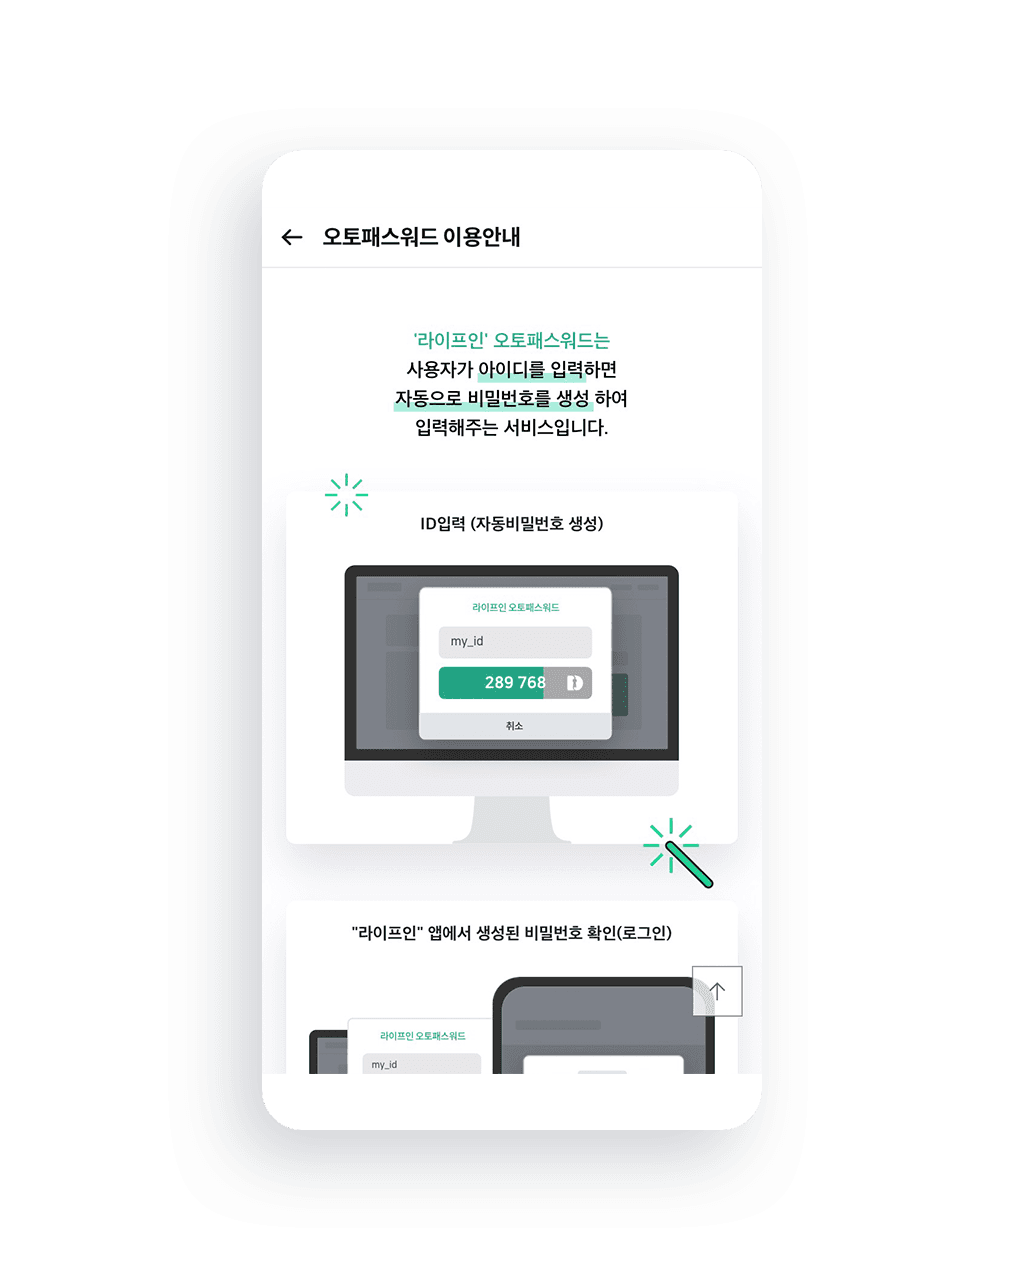 오토패스워드 이용안내
'라이프인' 오토패스워드는
사용자가 아이디를 입력하면
자동으로 비밀번호를 생성 하여
입력해주는 서비스입니다.
ID입력 (자동비밀번호 생성)
라이프인 오토패스워드
my_id
289 768
취소
"라이프인" 앱에서 생성된 비밀번호 확인(로그인)
라이프인 오토패스워드
my_id